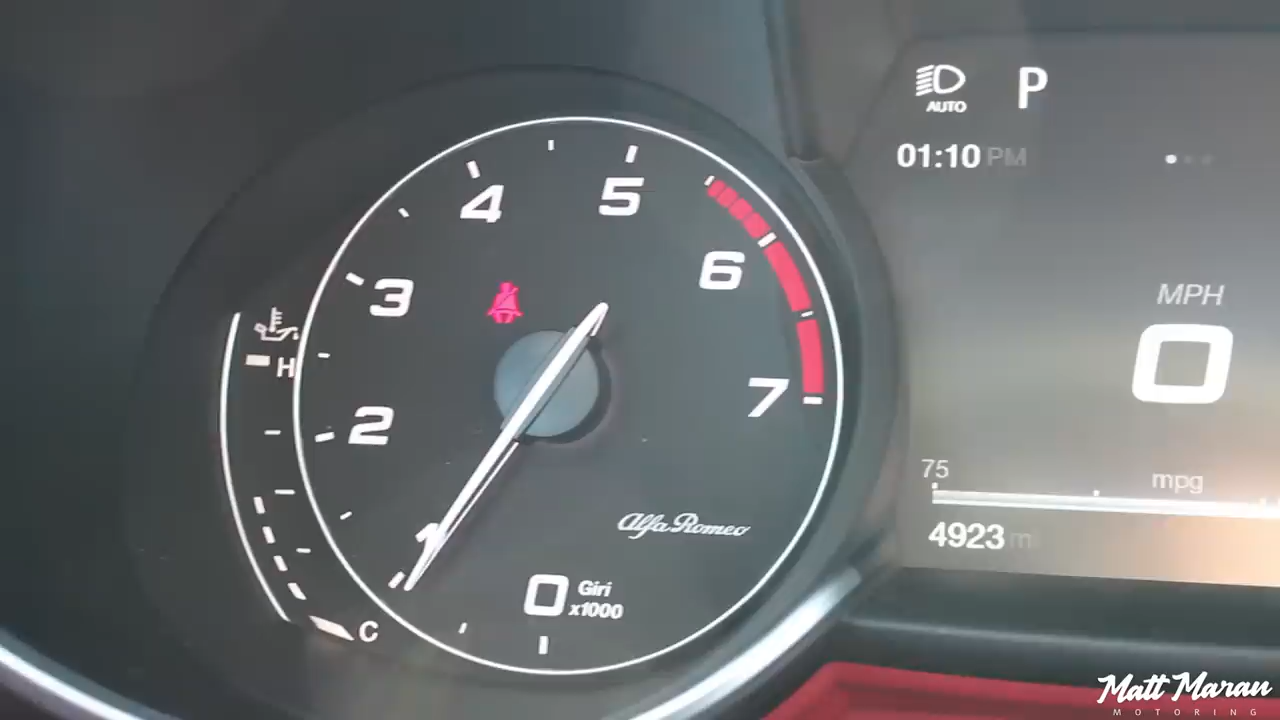 AUTO
P
01:10 PM
MPH
0
75
mpg
4923 mi
1
2
3
4
5
6
7
H
C
Alfa Romeo
0 Giri
x1000
Matt Maran
MOTORING